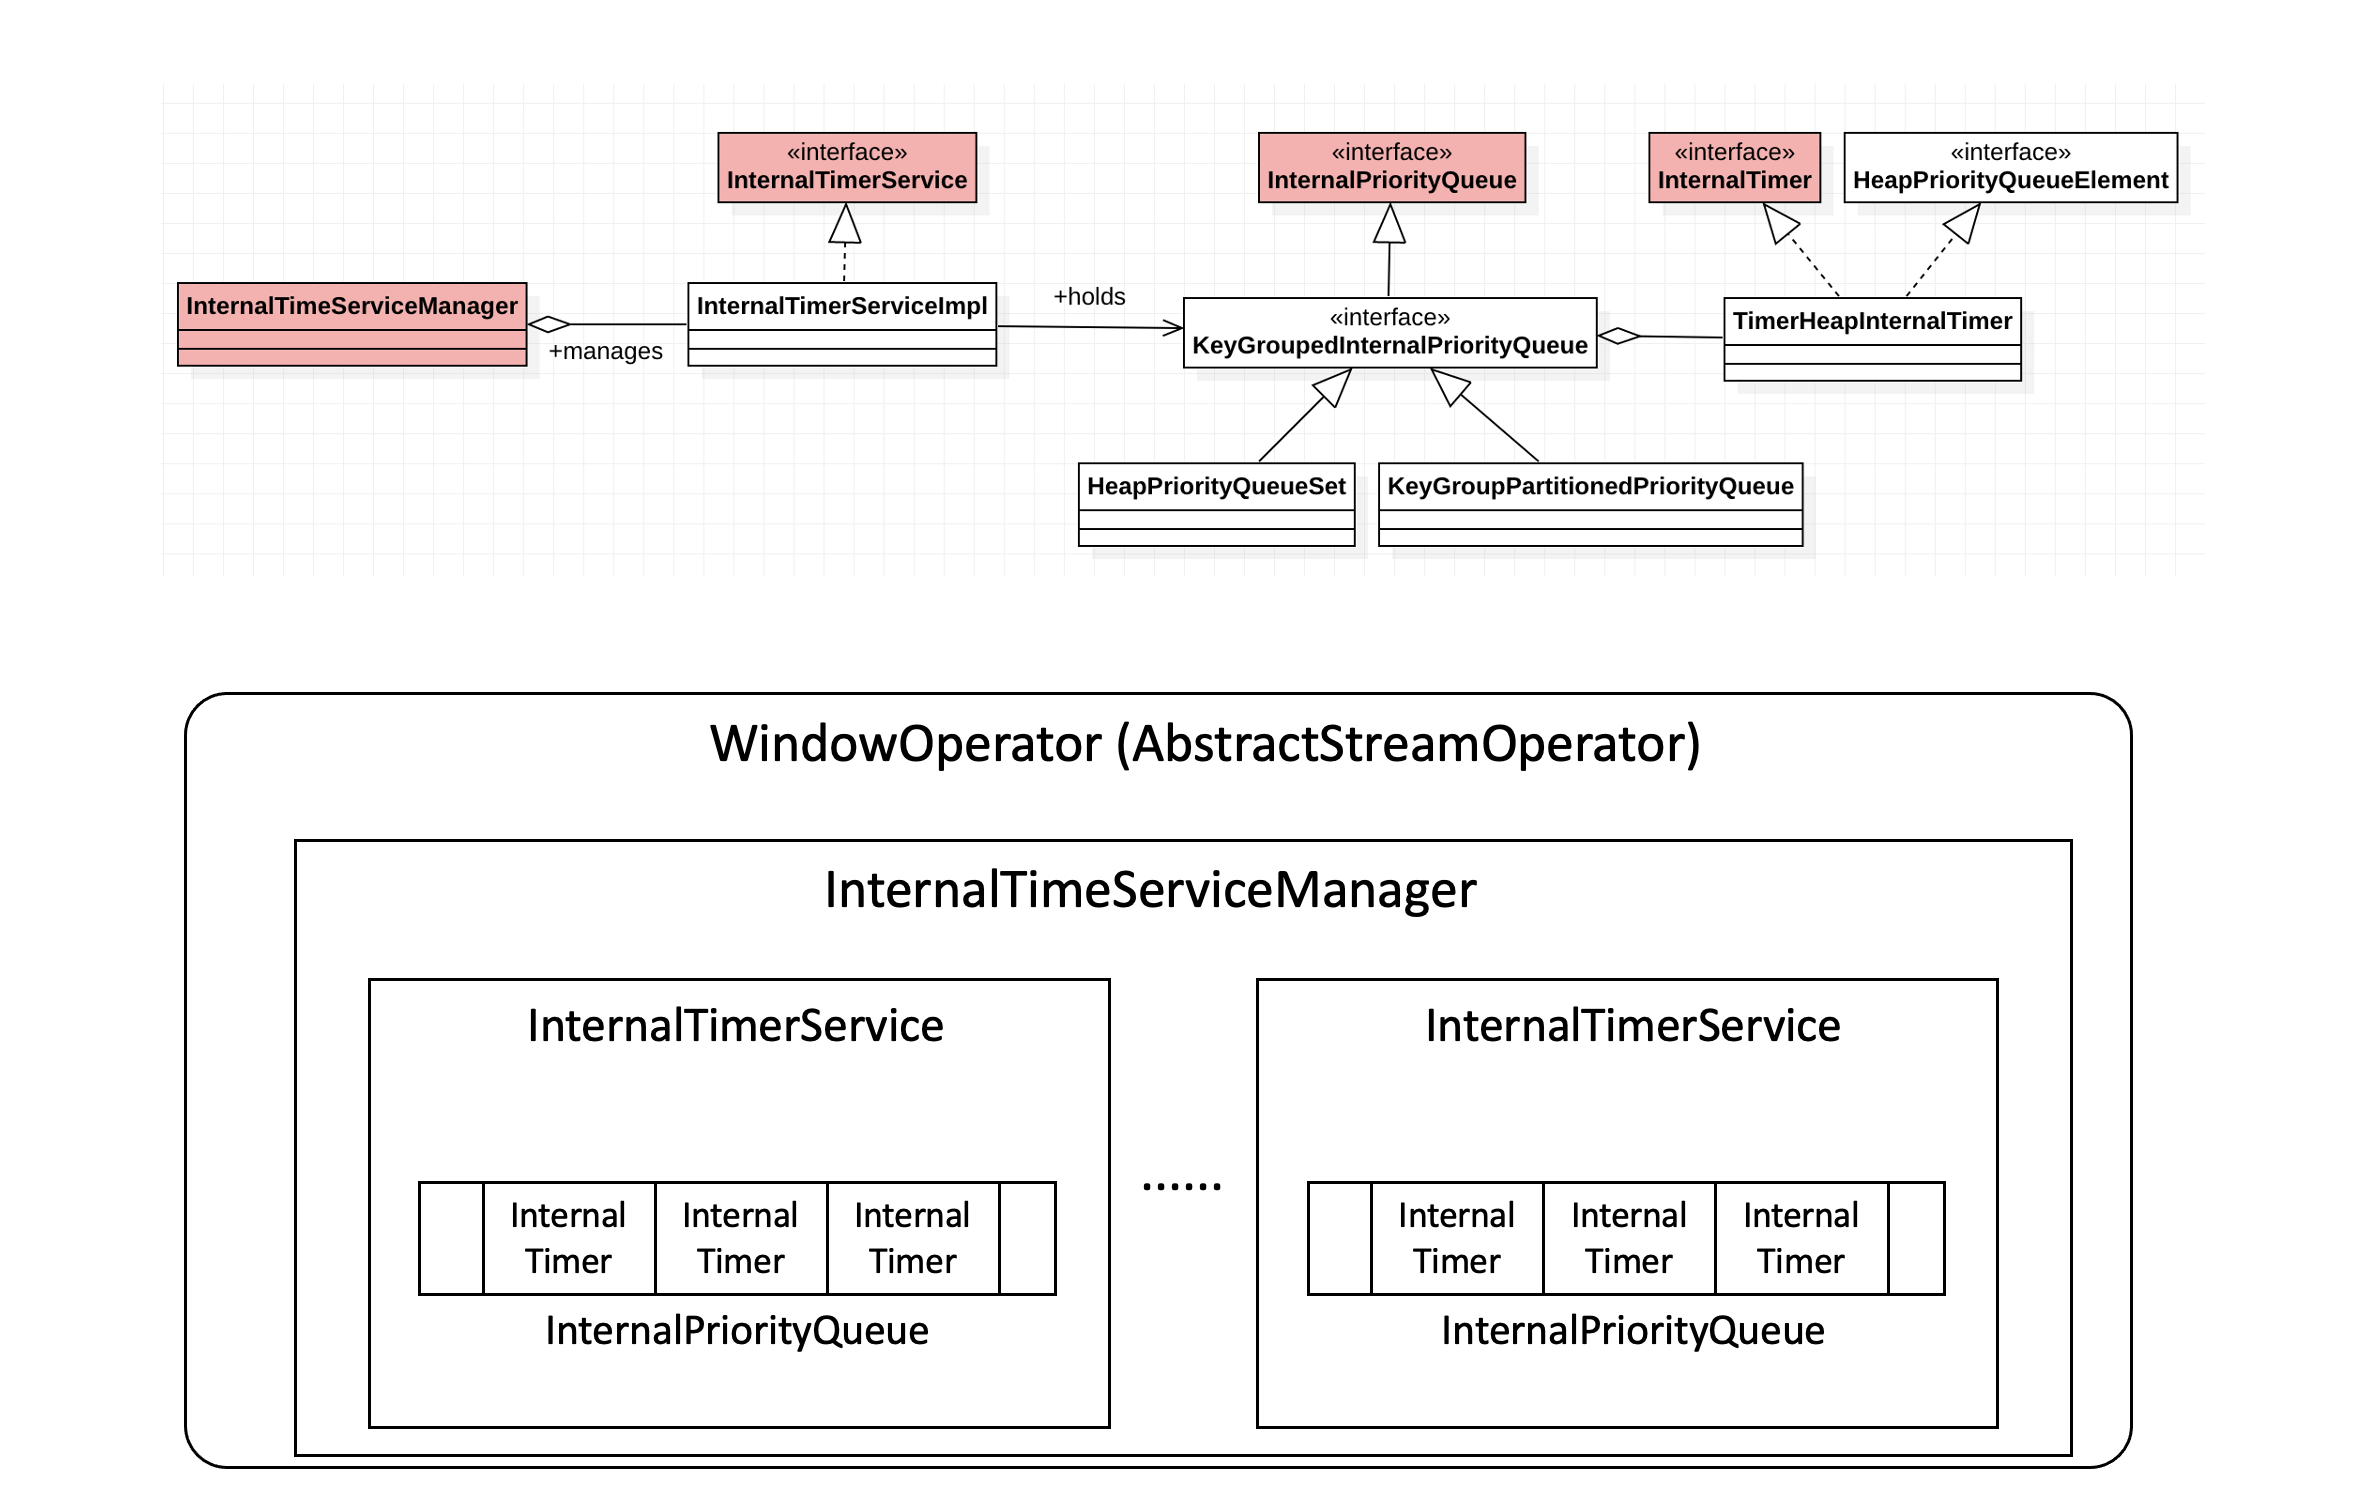 «interface»
InternalTimerService
«interface»
InternalPriorityQueue
«interface»
InternalTimer
«interface»
HeapPriorityQueueElement
InternalTimeServiceManager
+manages
InternalTimerServiceImpl
+holds
«interface»
KeyGroupedInternalPriorityQueue
TimerHeapInternalTimer
HeapPriorityQueueSet
KeyGroupPartitionedPriorityQueue
WindowOperator (AbstractStreamOperator)
InternalTimeServiceManager
InternalTimerService
Internal
Timer
Internal
Timer
Internal
Timer
InternalPriorityQueue
......
InternalTimerService
Internal
Timer
Internal
Timer
Internal
Timer
InternalPriorityQueue